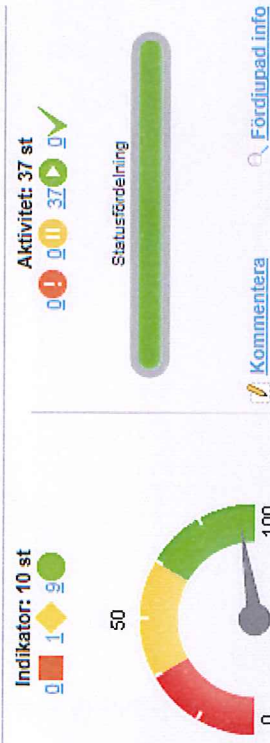 Indikator: 10 st
0 1 9
50
0 100
Aktivitet: 37 st
0 0 37 0
Statusfördelning
Kommentera
Fördjupad info